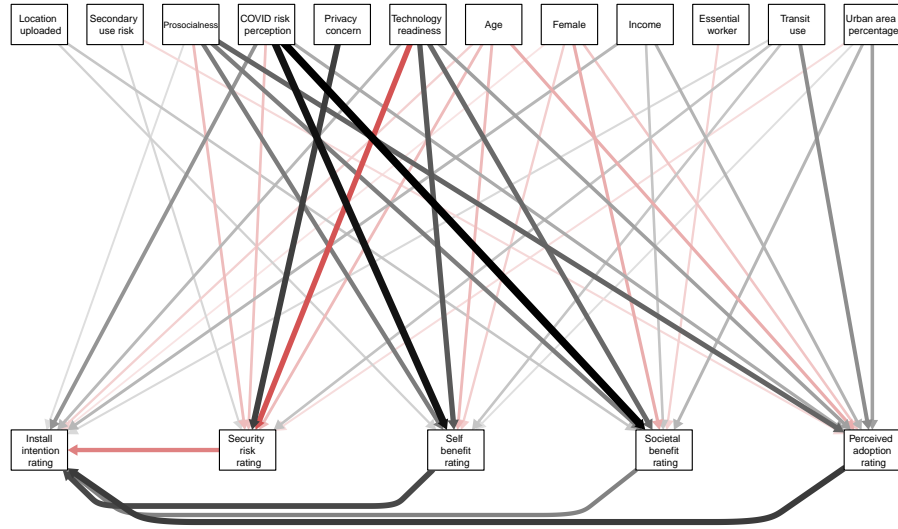 Location
uploaded
Secondary
use risk
Prosocialness
COVID risk
perception
Privacy
concern
Technology
readiness
Age
Female
Income
Essential
worker
Transit
use
Urban area
percentage
Install
intention
rating
Security
risk
rating
Self
benefit
rating
Societal
benefit
rating
Perceived
adoption
rating